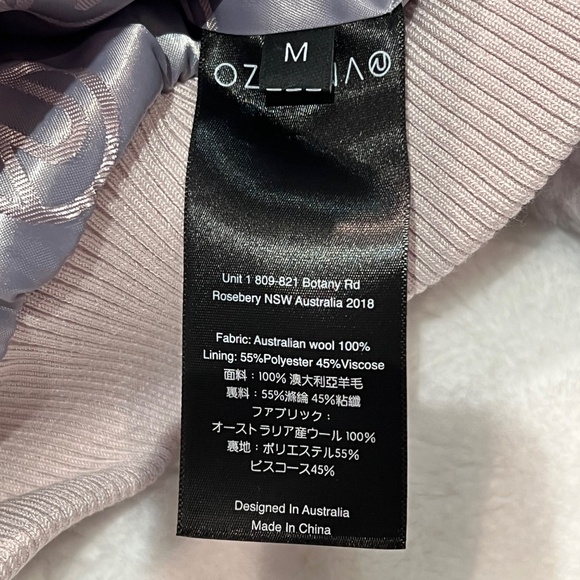 M
Unit 1 809-821 Botany Rd
Rosebery NSW Australia 2018
Fabric: Australian wool 100%
Lining: 55%Polyester 45%Viscose
面料：100% 澳大利亞羊毛
裏料：55%滌綸 45%粘纖
ファブリック：
オーストラリア産ウール 100%
裏地：ポリエステル55%
ビスコース45%
Designed In Australia
Made In China